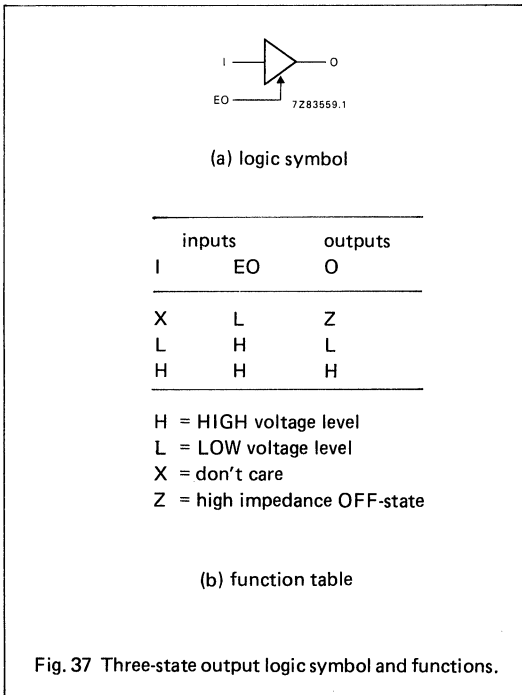 I O
EO 7Z83559.1
(a) logic symbol
inputs outputs
I EO O
X L Z
L H L
H H H
H = HIGH voltage level
L = LOW voltage level
X = don't care
Z = high impedance OFF-state
(b) function table
Fig. 37 Three-state output logic symbol and functions.